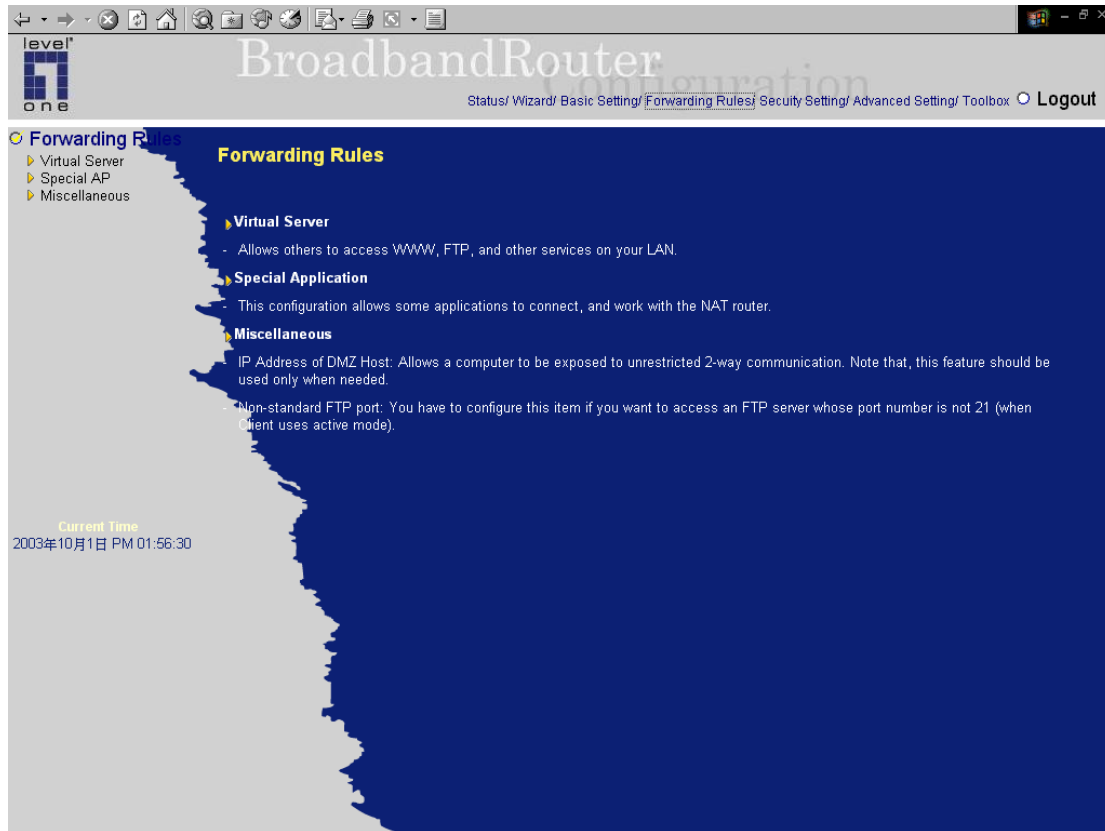 level
one
BroadbandRouter
Configuration
Status/ Wizard/ Basic Setting/ Forwarding Rules/ Secuity Setting/ Advanced Setting/ Toolbox Logout
Forwarding Rules
Virtual Server
Special AP
Miscellaneous
Current Time
2003年10月1日 PM 01:56:30
Forwarding Rules
Virtual Server
- Allows others to access WWW, FTP, and other services on your LAN.
Special Application
- This configuration allows some applications to connect, and work with the NAT router.
Miscellaneous
- IP Address of DMZ Host: Allows a computer to be exposed to unrestricted 2-way communication. Note that, this feature should be
used only when needed.
- Non-standard FTP port: You have to configure this item if you want to access an FTP server whose port number is not 21 (when
Client uses active mode).